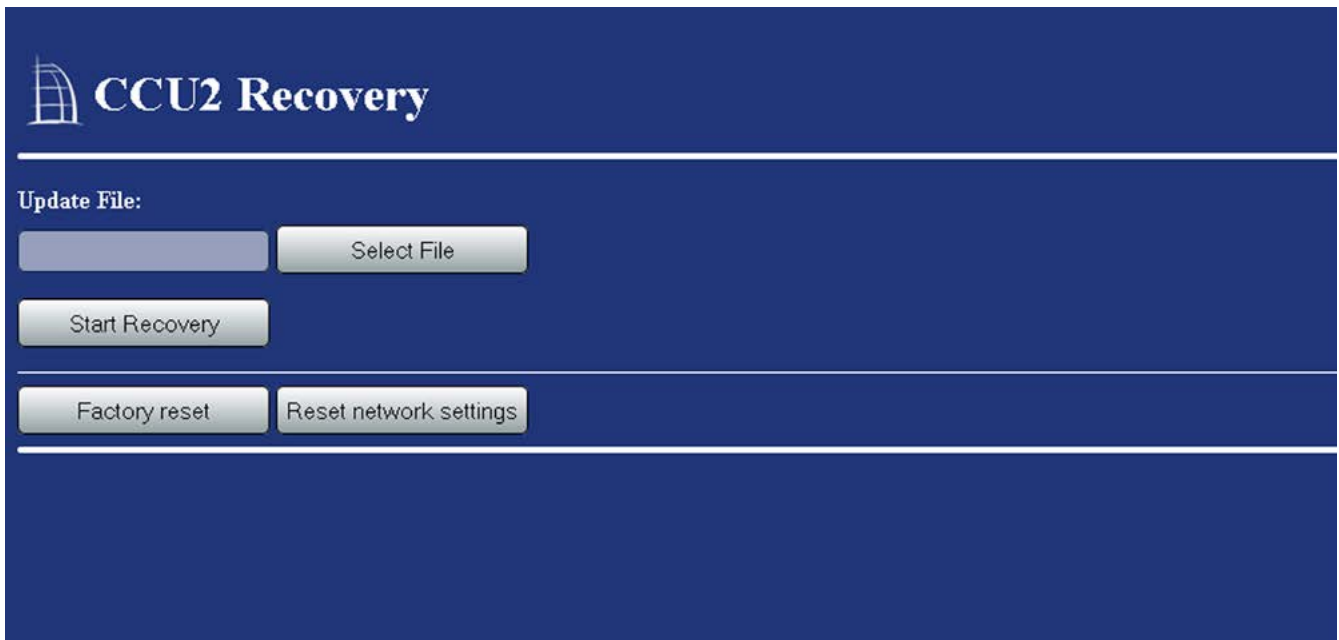 CCU2 Recovery
Update File:
Select File
Start Recovery
Factory reset Reset network settings